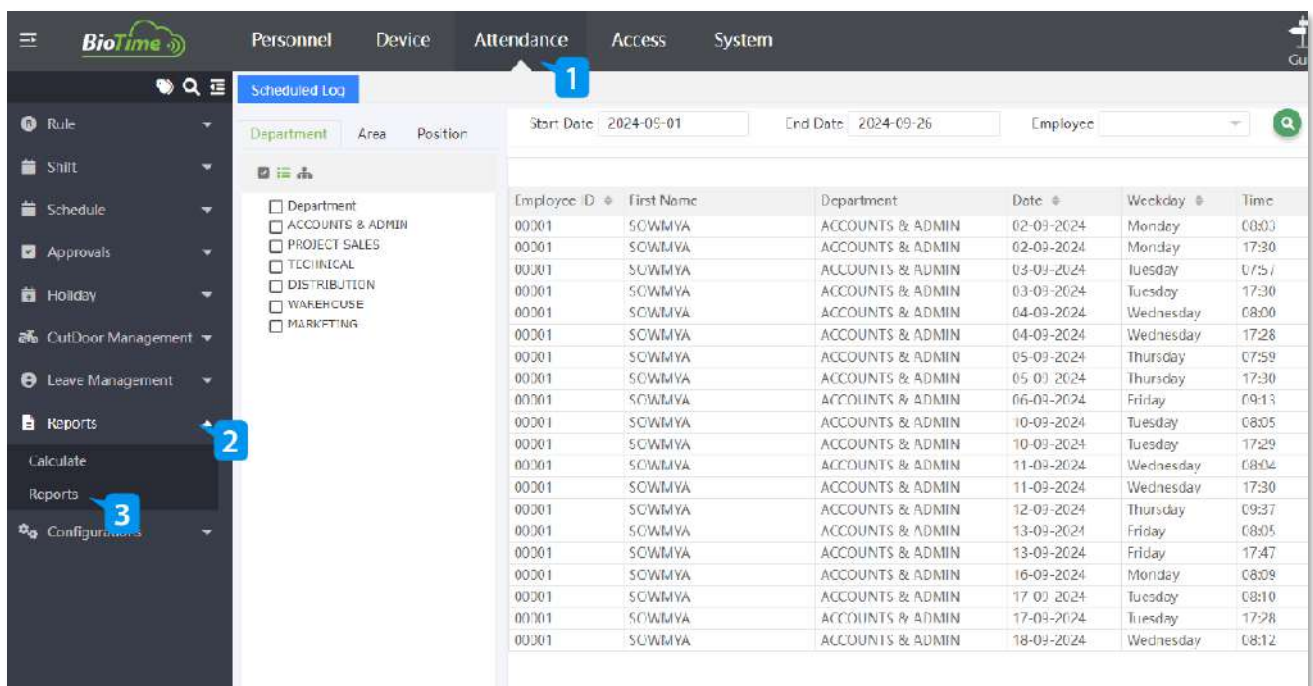 BioTime Personnel Device Attendance Access System
Gu
1
Scheduled Log
Rule
Shift
Schedule
Approvals
Holiday
OutDoor Management
Leave Management
Reports
2
Calculate
Reports
3
Department Area Position
Department
ACCOUNTS & ADMIN
PROJECT SALES
TECHNICAL
DISTRIBUTION
WAREHOUSE
MARKETING
Start Date 2024-09-01 End Date 2024-09-26 Employee
Employee ID First Name Department Date Weekday Time
00001 SOWMYA ACCOUNTS & ADMIN 02-09-2024 Monday 08:03
00001 SOWMYA ACCOUNTS & ADMIN 02-09-2024 Monday 17:30
00001 SOWMYA ACCOUNTS & ADMIN 03-09-2024 Tuesday 07:57
00001 SOWMYA ACCOUNTS & ADMIN 03-09-2024 Tuesday 17:30
00001 SOWMYA ACCOUNTS & ADMIN 04-09-2024 Wednesday 08:00
00001 SOWMYA ACCOUNTS & ADMIN 04-09-2024 Wednesday 17:28
00001 SOWMYA ACCOUNTS & ADMIN 05-09-2024 Thursday 07:59
00001 SOWMYA ACCOUNTS & ADMIN 05-09-2024 Thursday 17:30
00001 SOWMYA ACCOUNTS & ADMIN 06-09-2024 Friday 09:13
00001 SOWMYA ACCOUNTS & ADMIN 10-09-2024 Tuesday 08:05
00001 SOWMYA ACCOUNTS & ADMIN 10-09-2024 Tuesday 17:29
00001 SOWMYA ACCOUNTS & ADMIN 11-09-2024 Wednesday 08:04
00001 SOWMYA ACCOUNTS & ADMIN 11-09-2024 Wednesday 17:30
00001 SOWMYA ACCOUNTS & ADMIN 12-09-2024 Thursday 09:37
00001 SOWMYA ACCOUNTS & ADMIN 13-09-2024 Friday 08:05
00001 SOWMYA ACCOUNTS & ADMIN 13-09-2024 Friday 17:47
00001 SOWMYA ACCOUNTS & ADMIN 16-09-2024 Monday 08:09
00001 SOWMYA ACCOUNTS & ADMIN 17-09-2024 Tuesday 08:10
00001 SOWMYA ACCOUNTS & ADMIN 17-09-2024 Tuesday 17:28
00001 SOWMYA ACCOUNTS & ADMIN 18-09-2024 Wednesday 08:12